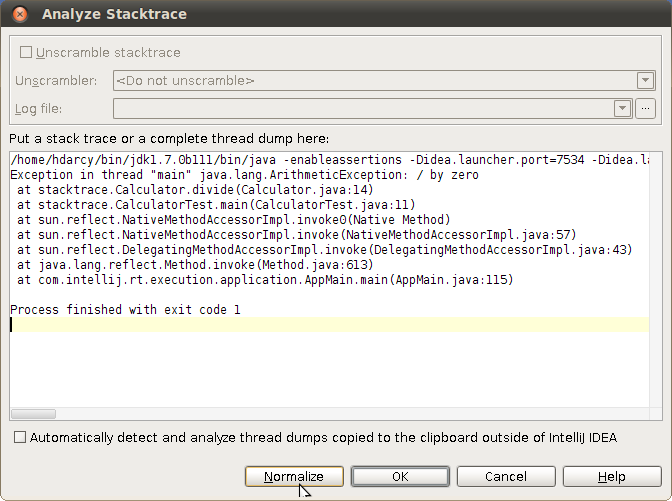 Analyze Stacktrace
Unscramble stacktrace
Unscrambler: <Do not unscramble>
Log file: ...
Put a stack trace or a complete thread dump here:
/home/hdarcy/bin/jdk1.7.0b111/bin/java -enableassertions -Didea.launcher.port=7534 -Didea.la
Exception in thread "main" java.lang.ArithmeticException: / by zero
at stacktrace.Calculator.divide(Calculator.java:14)
at stacktrace.CalculatorTest.main(CalculatorTest.java:11)
at sun.reflect.NativeMethodAccessorImpl.invoke0(Native Method)
at sun.reflect.NativeMethodAccessorImpl.invoke(NativeMethodAccessorImpl.java:57)
at sun.reflect.DelegatingMethodAccessorImpl.invoke(DelegatingMethodAccessorImpl.java:43)
at java.lang.reflect.Method.invoke(Method.java:613)
at com.intellij.rt.execution.application.AppMain.main(AppMain.java:115)
Process finished with exit code 1
Automatically detect and analyze thread dumps copied to the clipboard outside of IntelliJ IDEA
Normalize OK Cancel Help